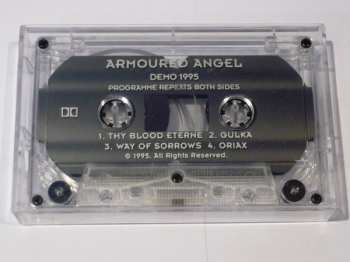 ARMOURED ANGEL
DEMO 1995
PROGRAMME REPEATS BOTH SIDES
1. THY BLOOD ETERNE 2. GULKA
3. WAY OF SORROWS 4. ORIAX
© 1995. All Rights Reserved.